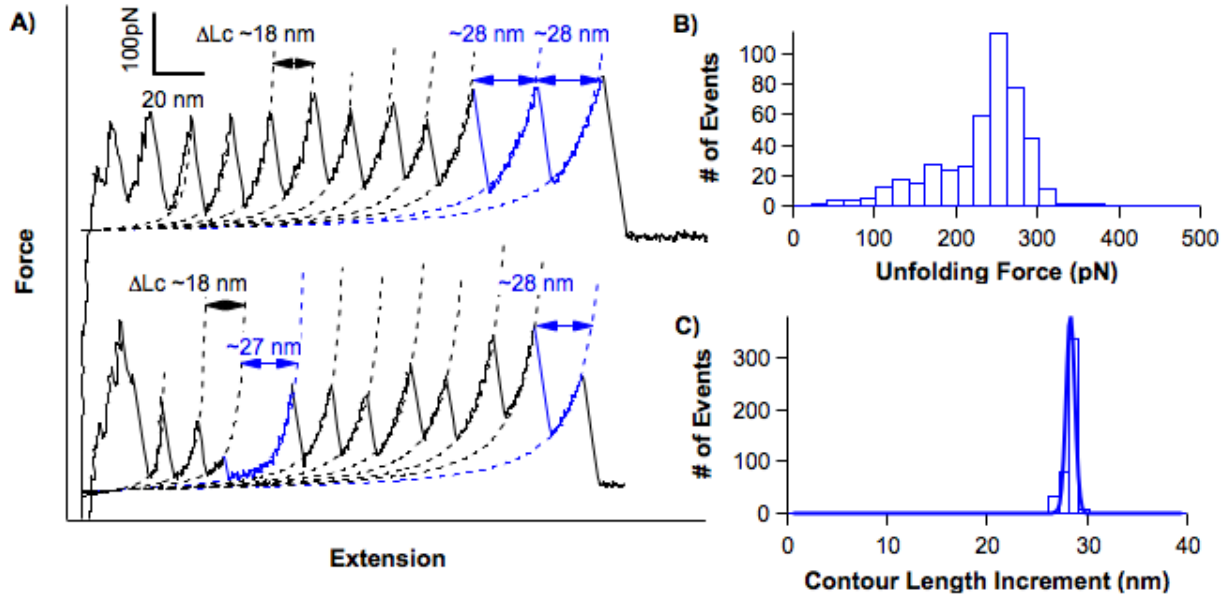 A)
100pN
20 nm
ΔLc ~18 nm
~28 nm ~28 nm
ΔLc ~18 nm
~27 nm
~28 nm
Force
Extension
B)
# of Events
100
80
60
40
20
0
0 100 200 300 400 500
Unfolding Force (pN)
C)
# of Events
300
200
100
0
0 10 20 30 40
Contour Length Increment (nm)